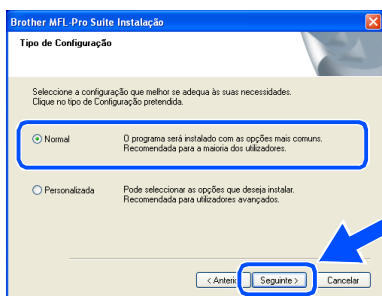 Brother MFL-Pro Suite Instalação
Tipo de Configuração
Seleccione a configuração que melhor se adequa às suas necessidades.
Clique no tipo de Configuração pretendida.
Normal
O programa será instalado com as opções mais comuns.
Recomendada para a maioria dos utilizadores.
Personalizada
Pode seleccionar as opções que deseja instalar.
Recomendada para utilizadores avançados.
< Anterior Seguinte > Cancelar